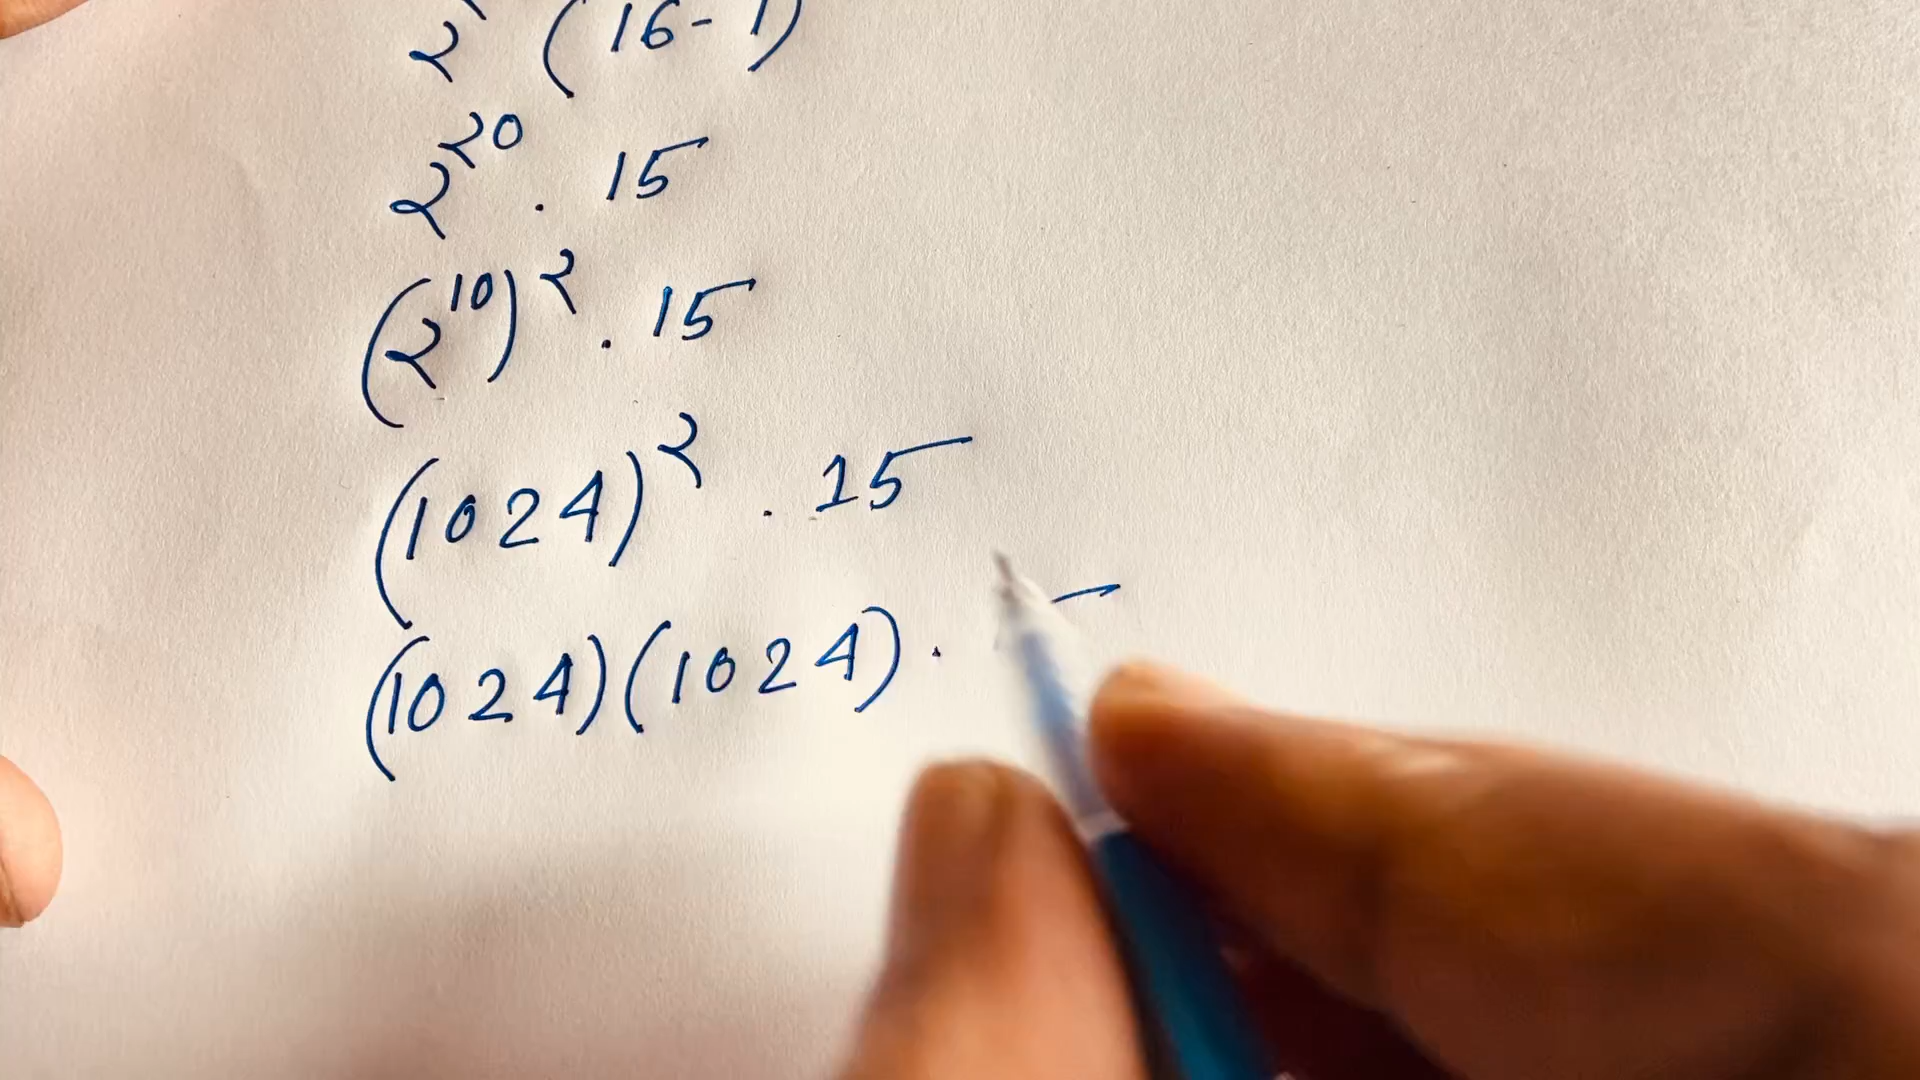 2 (16-1)
2^20 . 15
(2^10)^2 . 15
(1024)^2 . 15
(1024)(1024) .